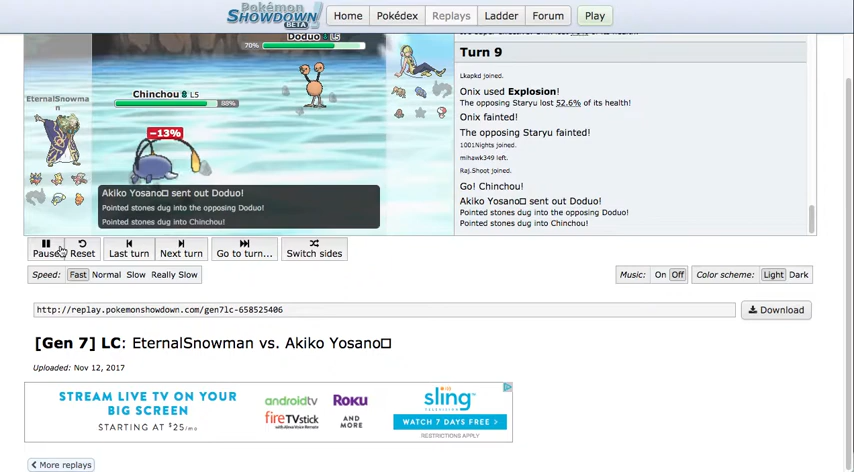 Pokémon
SHOWDOWN!
BETA
Home Pokédex Replays Ladder Forum Play
Doduo L5
70%
Chinchou L5
88%
EternalSnowma
n
−13%
Akiko Yosano□ sent out Doduo!
Pointed stones dug into the opposing Doduo!
Pointed stones dug into Chinchou!
Turn 9
Lkapkd joined.
Onix used Explosion!
The opposing Staryu lost 52.6% of its health!
Onix fainted!
The opposing Staryu fainted!
1001Nights joined.
mihawk349 left.
Raj.Shoot joined.
Go! Chinchou!
Akiko Yosano□ sent out Doduo!
Pointed stones dug into the opposing Doduo!
Pointed stones dug into Chinchou!
Pause Reset Last turn Next turn Go to turn... Switch sides
Speed: Fast Normal Slow Really Slow Music: On Off Color scheme: Light Dark
http://replay.pokemonshowdown.com/gen7lc-658525406 Download
[Gen 7] LC: EternalSnowman vs. Akiko Yosano□
Uploaded: Nov 12, 2017
STREAM LIVE TV ON YOUR
BIG SCREEN
STARTING AT $25/mo
androidtv Roku
fireTVstick AND MORE
sling
TELEVISION
WATCH 7 DAYS FREE
RESTRICTIONS APPLY
More replays